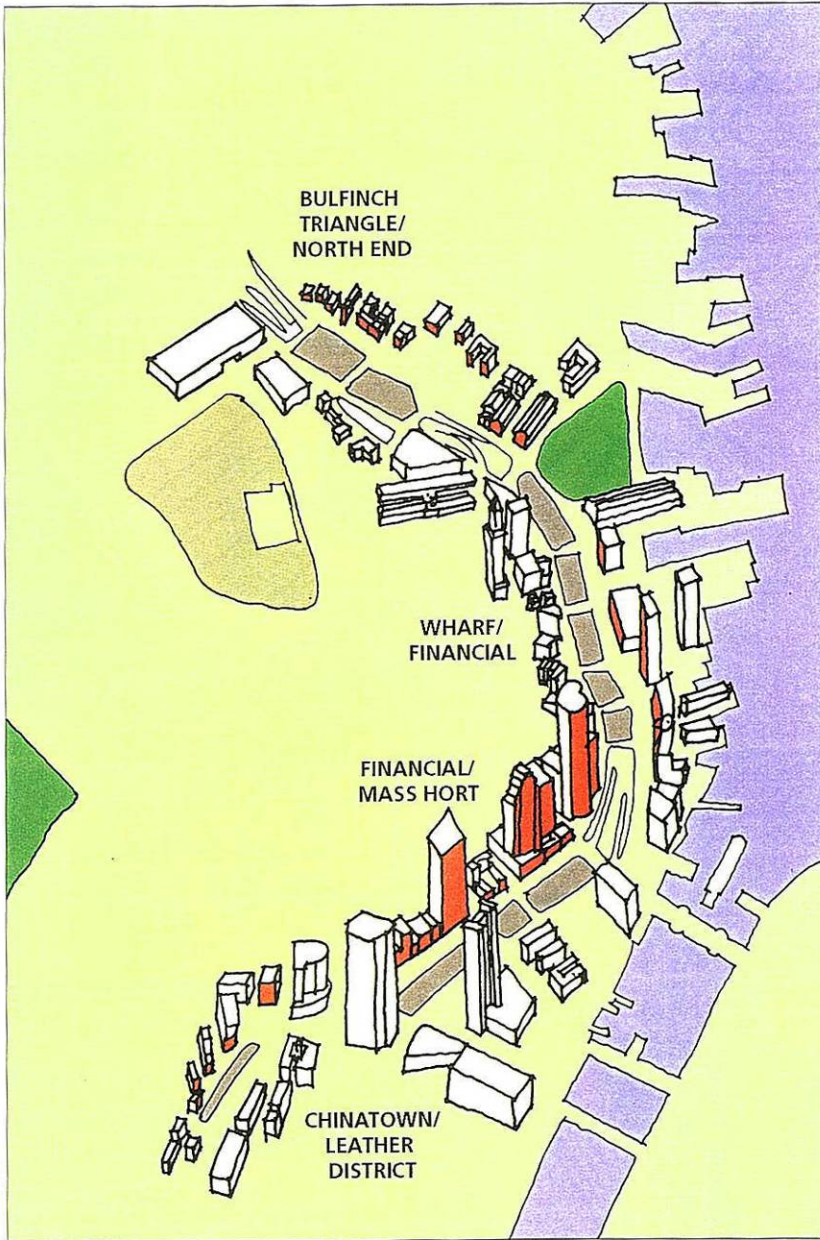 BULFINCH
TRIANGLE/
NORTH END
WHARF/
FINANCIAL
FINANCIAL/
MASS HORT
CHINATOWN/
LEATHER
DISTRICT